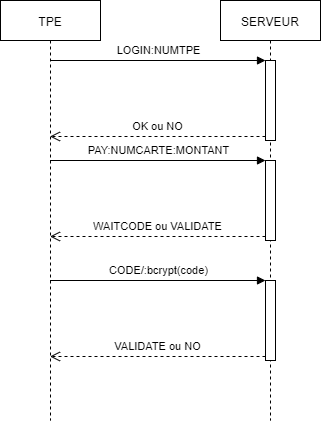 TPE
SERVEUR
LOGIN:NUMTPE
OK ou NO
PAY:NUMCARTE:MONTANT
WAITCODE ou VALIDATE
CODE/:bcrypt(code)
VALIDATE ou NO